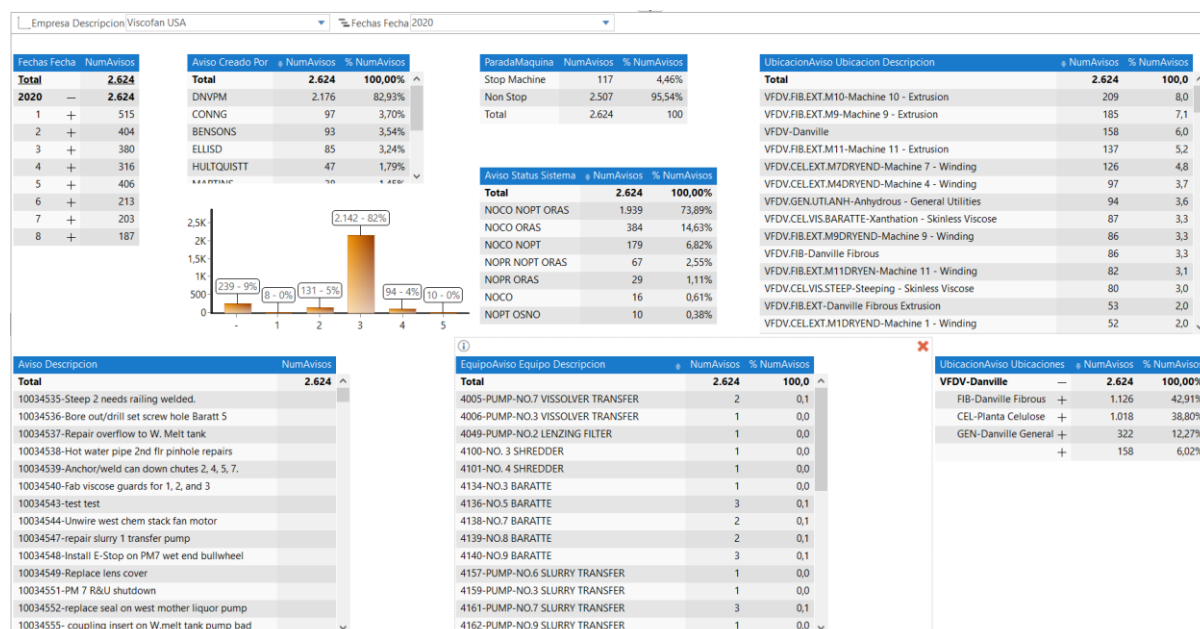 Empresa Descripcion Viscofan USA Fechas Fecha 2020
Fechas Fecha NumAvisos
Total 2.624
2020 — 2.624
1 + 515
2 + 404
3 + 380
4 + 316
5 + 406
6 + 213
7 + 203
8 + 187
Aviso Creado Por NumAvisos % NumAvisos
Total 2.624 100,00%
DNVPM 2.176 82,93%
CONNG 97 3,70%
BENSONS 93 3,54%
ELLISD 85 3,24%
HULTQUISTT 47 1,79%
ParadaMaquina NumAvisos % NumAvisos
Stop Machine 117 4,46%
Non Stop 2.507 95,54%
Total 2.624 100
Aviso Status Sistema NumAvisos % NumAvisos
Total 2.624 100,00%
NOCO NOPT ORAS 1.939 73,89%
NOCO ORAS 384 14,63%
NOCO NOPT 179 6,82%
NOPR NOPT ORAS 67 2,55%
NOPR ORAS 29 1,11%
NOCO 16 0,61%
NOPT OSNO 10 0,38%
UbicacionAviso Ubicacion Descripcion NumAvisos % NumAvisos
Total 2.624 100,0
VFDV.FIB.EXT.M10-Machine 10 - Extrusion 209 8,0
VFDV.FIB.EXT.M9-Machine 9 - Extrusion 185 7,1
VFDV-Danville 158 6,0
VFDV.FIB.EXT.M11-Machine 11 - Extrusion 137 5,2
VFDV.CEL.EXT.M7DRYEND-Machine 7 - Winding 126 4,8
VFDV.CEL.EXT.M4DRYEND-Machine 4 - Winding 97 3,7
VFDV.GEN.UTI.ANH-Anhydrous - General Utilities 94 3,6
VFDV.CEL.VIS.BARATTE-Xanthation - Skinless Viscose 87 3,3
VFDV.FIB.EXT.M9DRYEND-Machine 9 - Winding 86 3,3
VFDV.FIB-Danville Fibrous 86 3,3
VFDV.FIB.EXT.M11DRYEN-Machine 11 - Winding 82 3,1
VFDV.CEL.VIS.STEEP-Steeping - Skinless Viscose 80 3,0
VFDV.FIB.EXT-Danville Fibrous Extrusion 53 2,0
VFDV.CEL.EXT.M1DRYEND-Machine 1 - Winding 52 2,0
2,5K
2K
1,5K
1K
500
0
239 - 9%
8 - 0%
131 - 5%
2.142 - 82%
94 - 4%
10 - 0%
- 1 2 3 4 5
Aviso Descripcion NumAvisos
Total 2.624
10034535-Steep 2 needs railing welded.
10034536-Bore out/drill set screw hole Baratt 5
10034537-Repair overflow to W. Melt tank
10034538-Hot water pipe 2nd flr pinhole repairs
10034539-Anchor/weld can down chutes 2, 4, 5, 7.
10034540-Fab viscose guards for 1, 2, and 3
10034543-test test
10034544-Unwire west chem stack fan motor
10034547-repair slurry 1 transfer pump
10034548-Install E-Stop on PM7 wet end bullwheel
10034549-Replace lens cover
10034551-PM 7 R&U shutdown
10034552-replace seal on west mother liquor pump
10034555- coupling insert on W.melt tank pump bad
EquipoAviso Equipo Descripcion NumAvisos % NumAvisos
Total 2.624 100,0
4005-PUMP-NO.7 VISSOLVER TRANSFER 2 0,1
4006-PUMP-NO.3 VISSOLVER TRANSFER 1 0,0
4049-PUMP-NO.2 LENZING FILTER 1 0,0
4100-NO. 3 SHREDDER 1 0,0
4101-NO. 4 SHREDDER 1 0,0
4134-NO.3 BARATTE 1 0,0
4136-NO.5 BARATTE 3 0,1
4138-NO.7 BARATTE 2 0,1
4139-NO.8 BARATTE 2 0,1
4140-NO.9 BARATTE 3 0,1
4157-PUMP-NO.6 SLURRY TRANSFER 1 0,0
4159-PUMP-NO.3 SLURRY TRANSFER 1 0,0
4161-PUMP-NO.7 SLURRY TRANSFER 3 0,1
4162-PUMP-NO.9 SLURRY TRANSFER 1 0,0
UbicacionAviso Ubicaciones NumAvisos % NumAvisos
VFDV-Danville — 2.624 100,00%
FIB-Danville Fibrous + 1.126 42,91%
CEL-Planta Celulose + 1.018 38,80%
GEN-Danville General + 322 12,27%
+ 158 6,02%